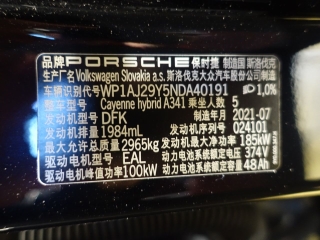 品牌 PORSCHE 保时捷 制造国 斯洛伐克
生产厂名 Volkswagen Slovakia a.s. 斯洛伐克大众汽车股份公司制造
车辆识别代号 WP1AJ29Y5NDA40191 1,0%
整车型号 Cayenne hybrid A341 乘坐人数 5
发动机型号 DFK 制造年月 2021-07
发动机排量 1984mL 序号 024101
最大允许总质量 2965kg 发动机最大净功率 185kW
驱动电机型号 EAL 动力电池系统额定电压 374V
驱动电机峰值功率 100kW 动力电池系统额定容量 48Ah